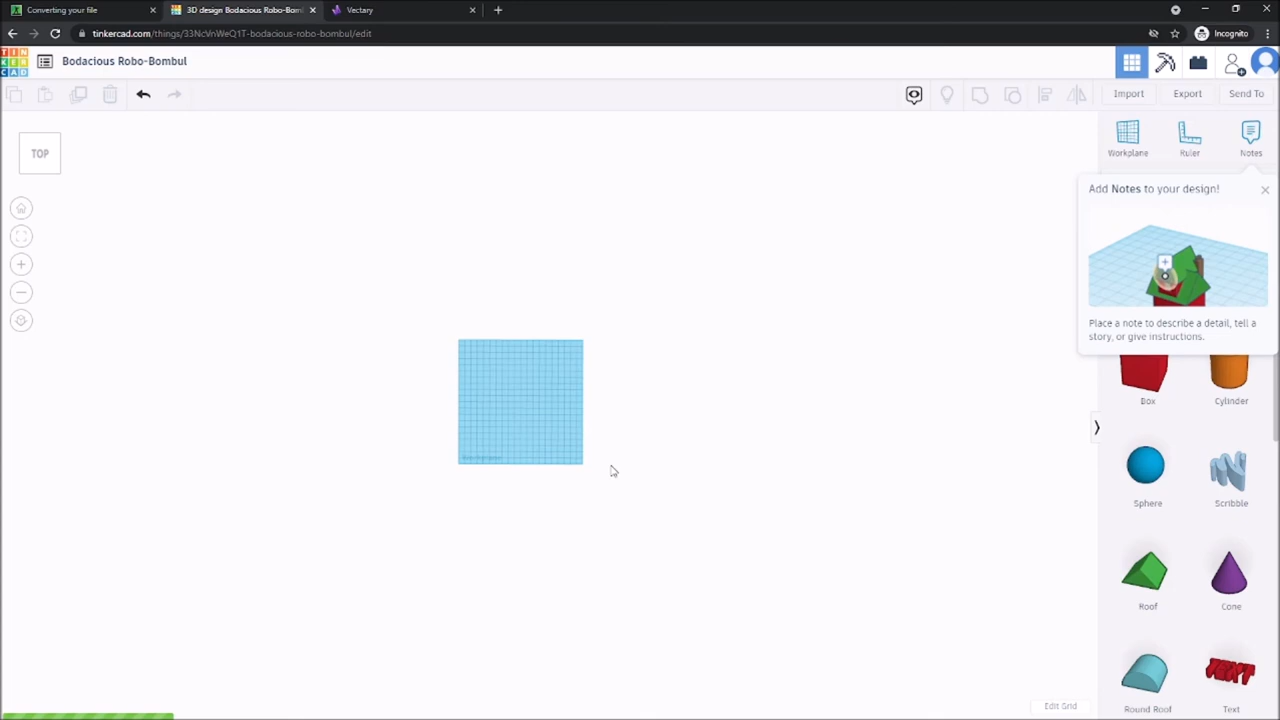 Converting your file
3D design Bodacious Robo-Bom
Vectary
tinkercad.com/things/33NcVnWeQ1T-bodacious-robo-bombul/edit
Incognito
TIN
KER
CAD
Bodacious Robo-Bombul
Import
Export
Send To
TOP
Workplane
Ruler
Notes
Add Notes to your design!
Place a note to describe a detail, tell a
story, or give instructions.
Box
Cylinder
Sphere
Scribble
Roof
Cone
Round Roof
Text
TEXT
Edit Grid